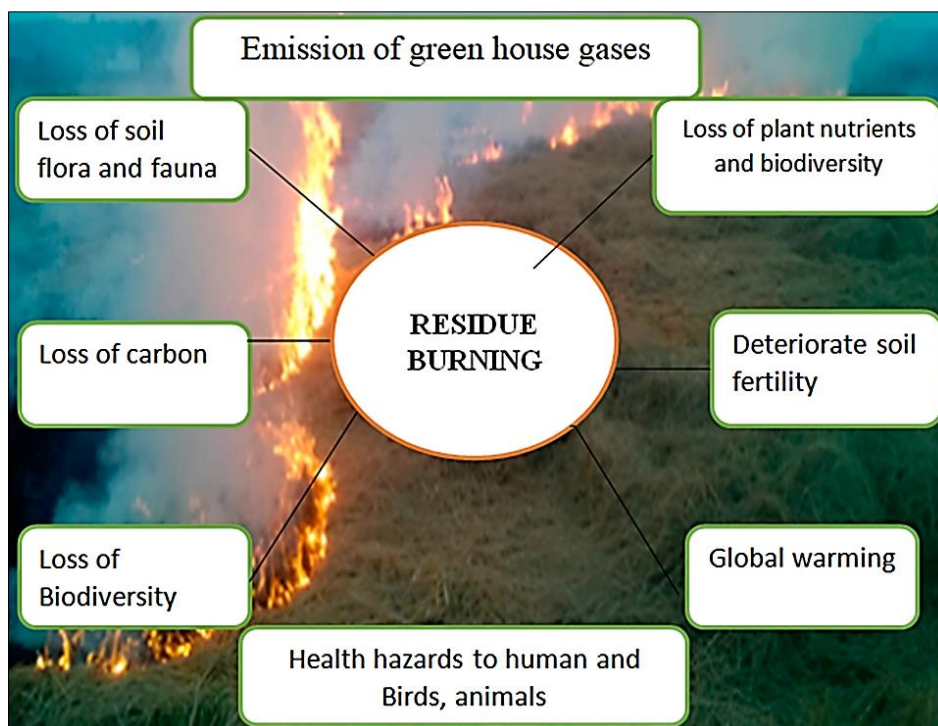 Emission of green house gases
Loss of soil
flora and fauna
Loss of plant nutrients
and biodiversity
RESIDUE
BURNING
Loss of carbon
Deteriorate soil
fertility
Loss of
Biodiversity
Global warming
Health hazards to human and
Birds, animals